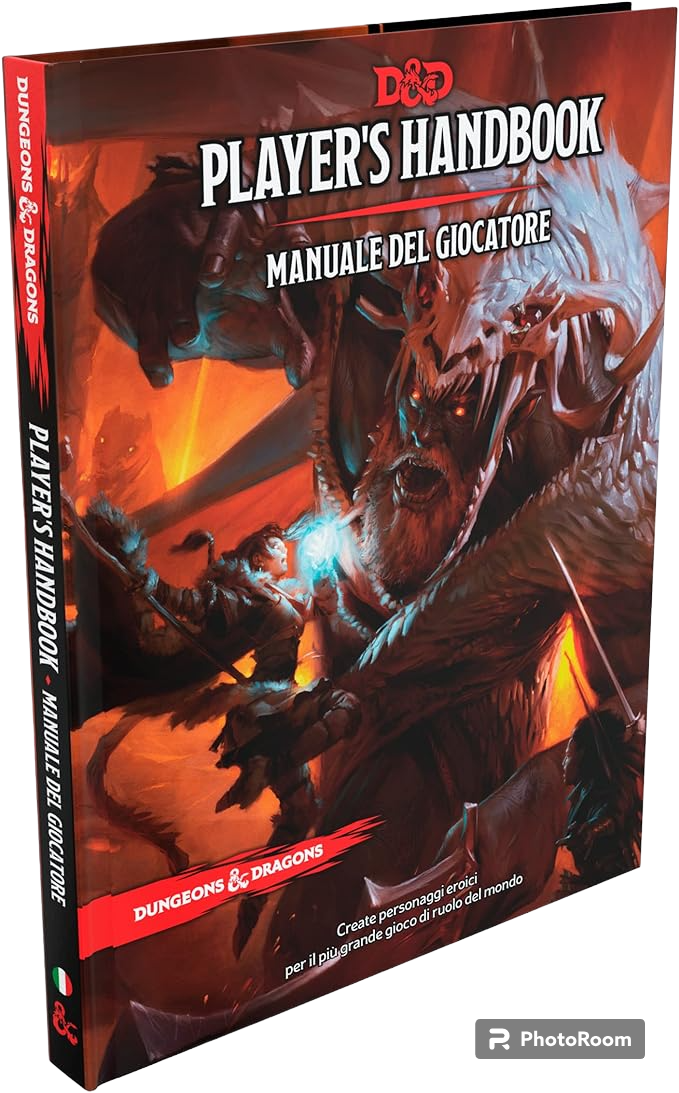 D&D
PLAYER'S HANDBOOK
MANUALE DEL GIOCATORE
DUNGEONS & DRAGONS
Create personaggi eroici
per il più grande gioco di ruolo del mondo
DUNGEONS & DRAGONS
PLAYER'S HANDBOOK • MANUALE DEL GIOCATORE
PhotoRoom